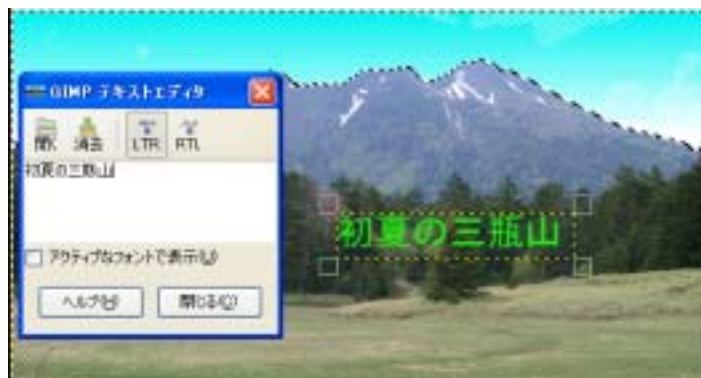 GIMP テキストエディタ
開く 消去 LTR RTL
初夏の三瓶山
アクティブなフォントで表示(U)
ヘルプ(H) 閉じる(C)
初夏の三瓶山